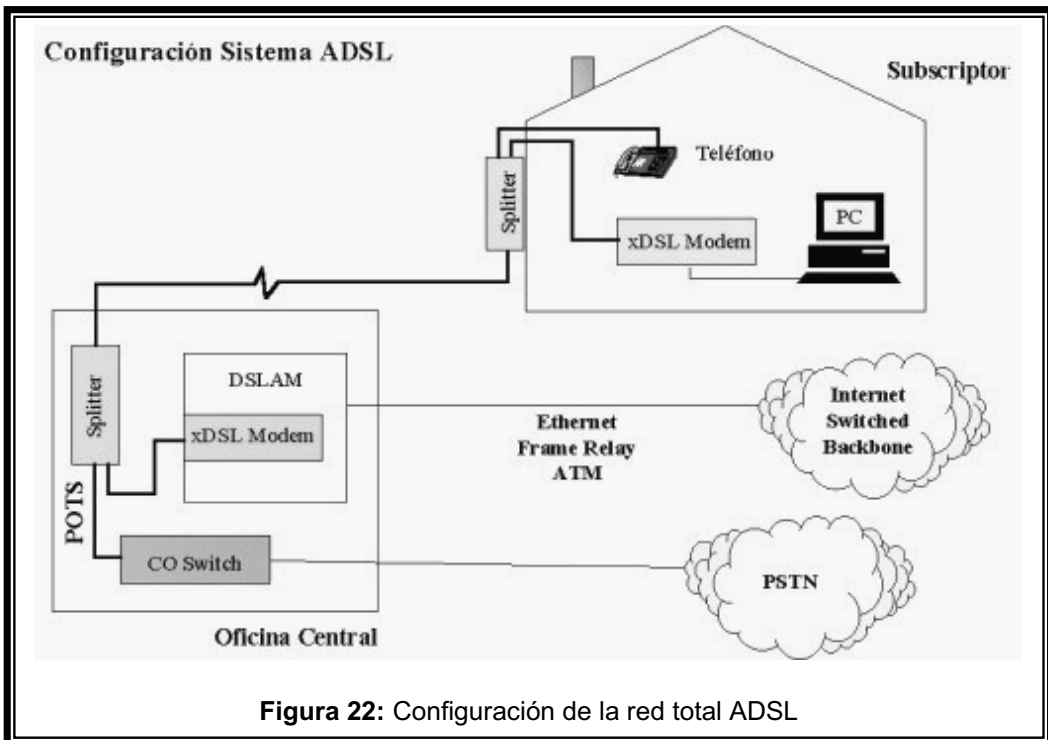 Configuración Sistema ADSL
Subscriptor
Teléfono
Splitter
PC
xDSL Modem
Splitter
DSLAM
xDSL Modem
Internet
Switched
Backbone
Ethernet
Frame Relay
ATM
POTS
CO Switch
PSTN
Oficina Central
Figura 22: Configuración de la red total ADSL